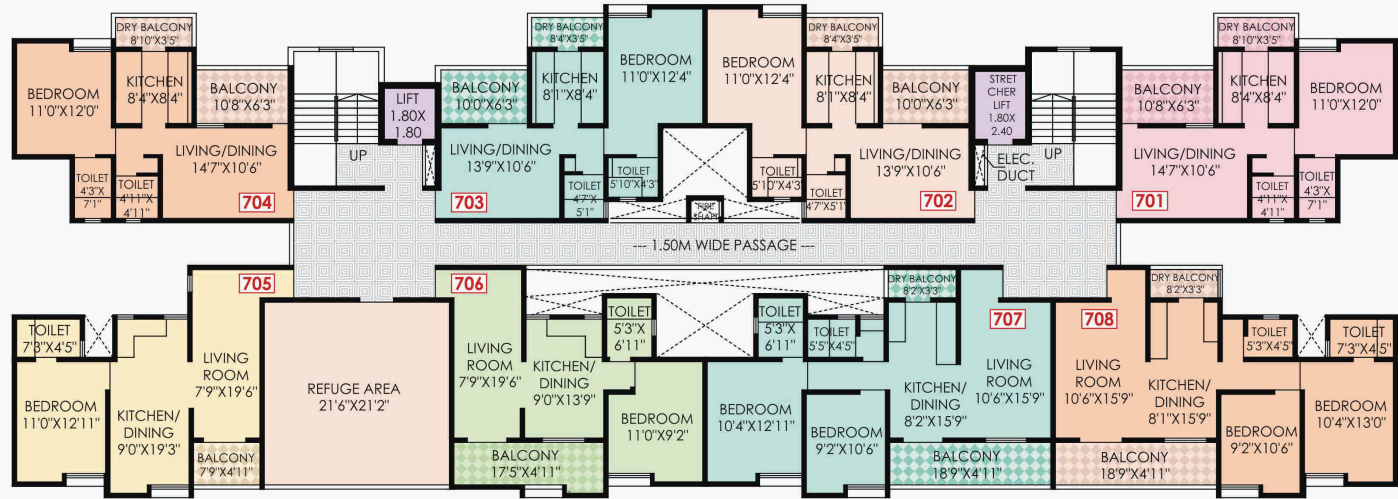 DRY BALCONY
8'10"X3'5"
BEDROOM
11'0"X12'0"
KITCHEN
8'4"X8'4"
BALCONY
10'8"X6'3"
LIVING/DINING
14'7"X10'6"
TOILET
4'3"X
7'1"
TOILET
4'11"X
4'11"
704
UP
LIFT
1.80X
1.80
DRY BALCONY
8'4"X3'5"
BALCONY
10'0"X6'3"
KITCHEN
8'1"X8'4"
BEDROOM
11'0"X12'4"
LIVING/DINING
13'9"X10'6"
703
TOILET
4'7"X
5'1"
TOILET
5'10"X4'3"
FIRE
SHAFT
BEDROOM
11'0"X12'4"
DRY BALCONY
8'4"X3'5"
KITCHEN
8'1"X8'4"
BALCONY
10'0"X6'3"
LIVING/DINING
13'9"X10'6"
TOILET
5'10"X4'3"
TOILET
4'7"X5'1"
702
STRET
CHER
LIFT
1.80X
2.40
ELEC.
DUCT
UP
DRY BALCONY
8'10"X3'5"
BALCONY
10'8"X6'3"
KITCHEN
8'4"X8'4"
BEDROOM
11'0"X12'0"
LIVING/DINING
14'7"X10'6"
701
TOILET
4'11"X
4'11"
TOILET
4'3"X
7'1"
--- 1.50M WIDE PASSAGE ---
705
TOILET
7'3"X4'5"
LIVING
ROOM
7'9"X19'6"
BEDROOM
11'0"X12'11"
KITCHEN/
DINING
9'0"X19'3"
BALCONY
7'9"X4'11"
REFUGE AREA
21'6"X21'2"
706
LIVING
ROOM
7'9"X19'6"
KITCHEN/
DINING
9'0"X13'9"
TOILET
5'3"X
6'11"
BEDROOM
11'0"X9'2"
BALCONY
17'5"X4'11"
TOILET
5'3"X
6'11"
TOILET
5'5"X4'5"
DRY BALCONY
8'2"X3'3"
707
BEDROOM
10'4"X12'11"
BEDROOM
9'2"X10'6"
KITCHEN/
DINING
8'2"X15'9"
LIVING
ROOM
10'6"X15'9"
BALCONY
18'9"X4'11"
708
DRY BALCONY
8'2"X3'3"
LIVING
ROOM
10'6"X15'9"
KITCHEN/
DINING
8'1"X15'9"
TOILET
5'3"X4'5"
TOILET
7'3"X4'5"
BALCONY
18'9"X4'11"
BEDROOM
9'2"X10'6"
BEDROOM
10'4"X13'0"